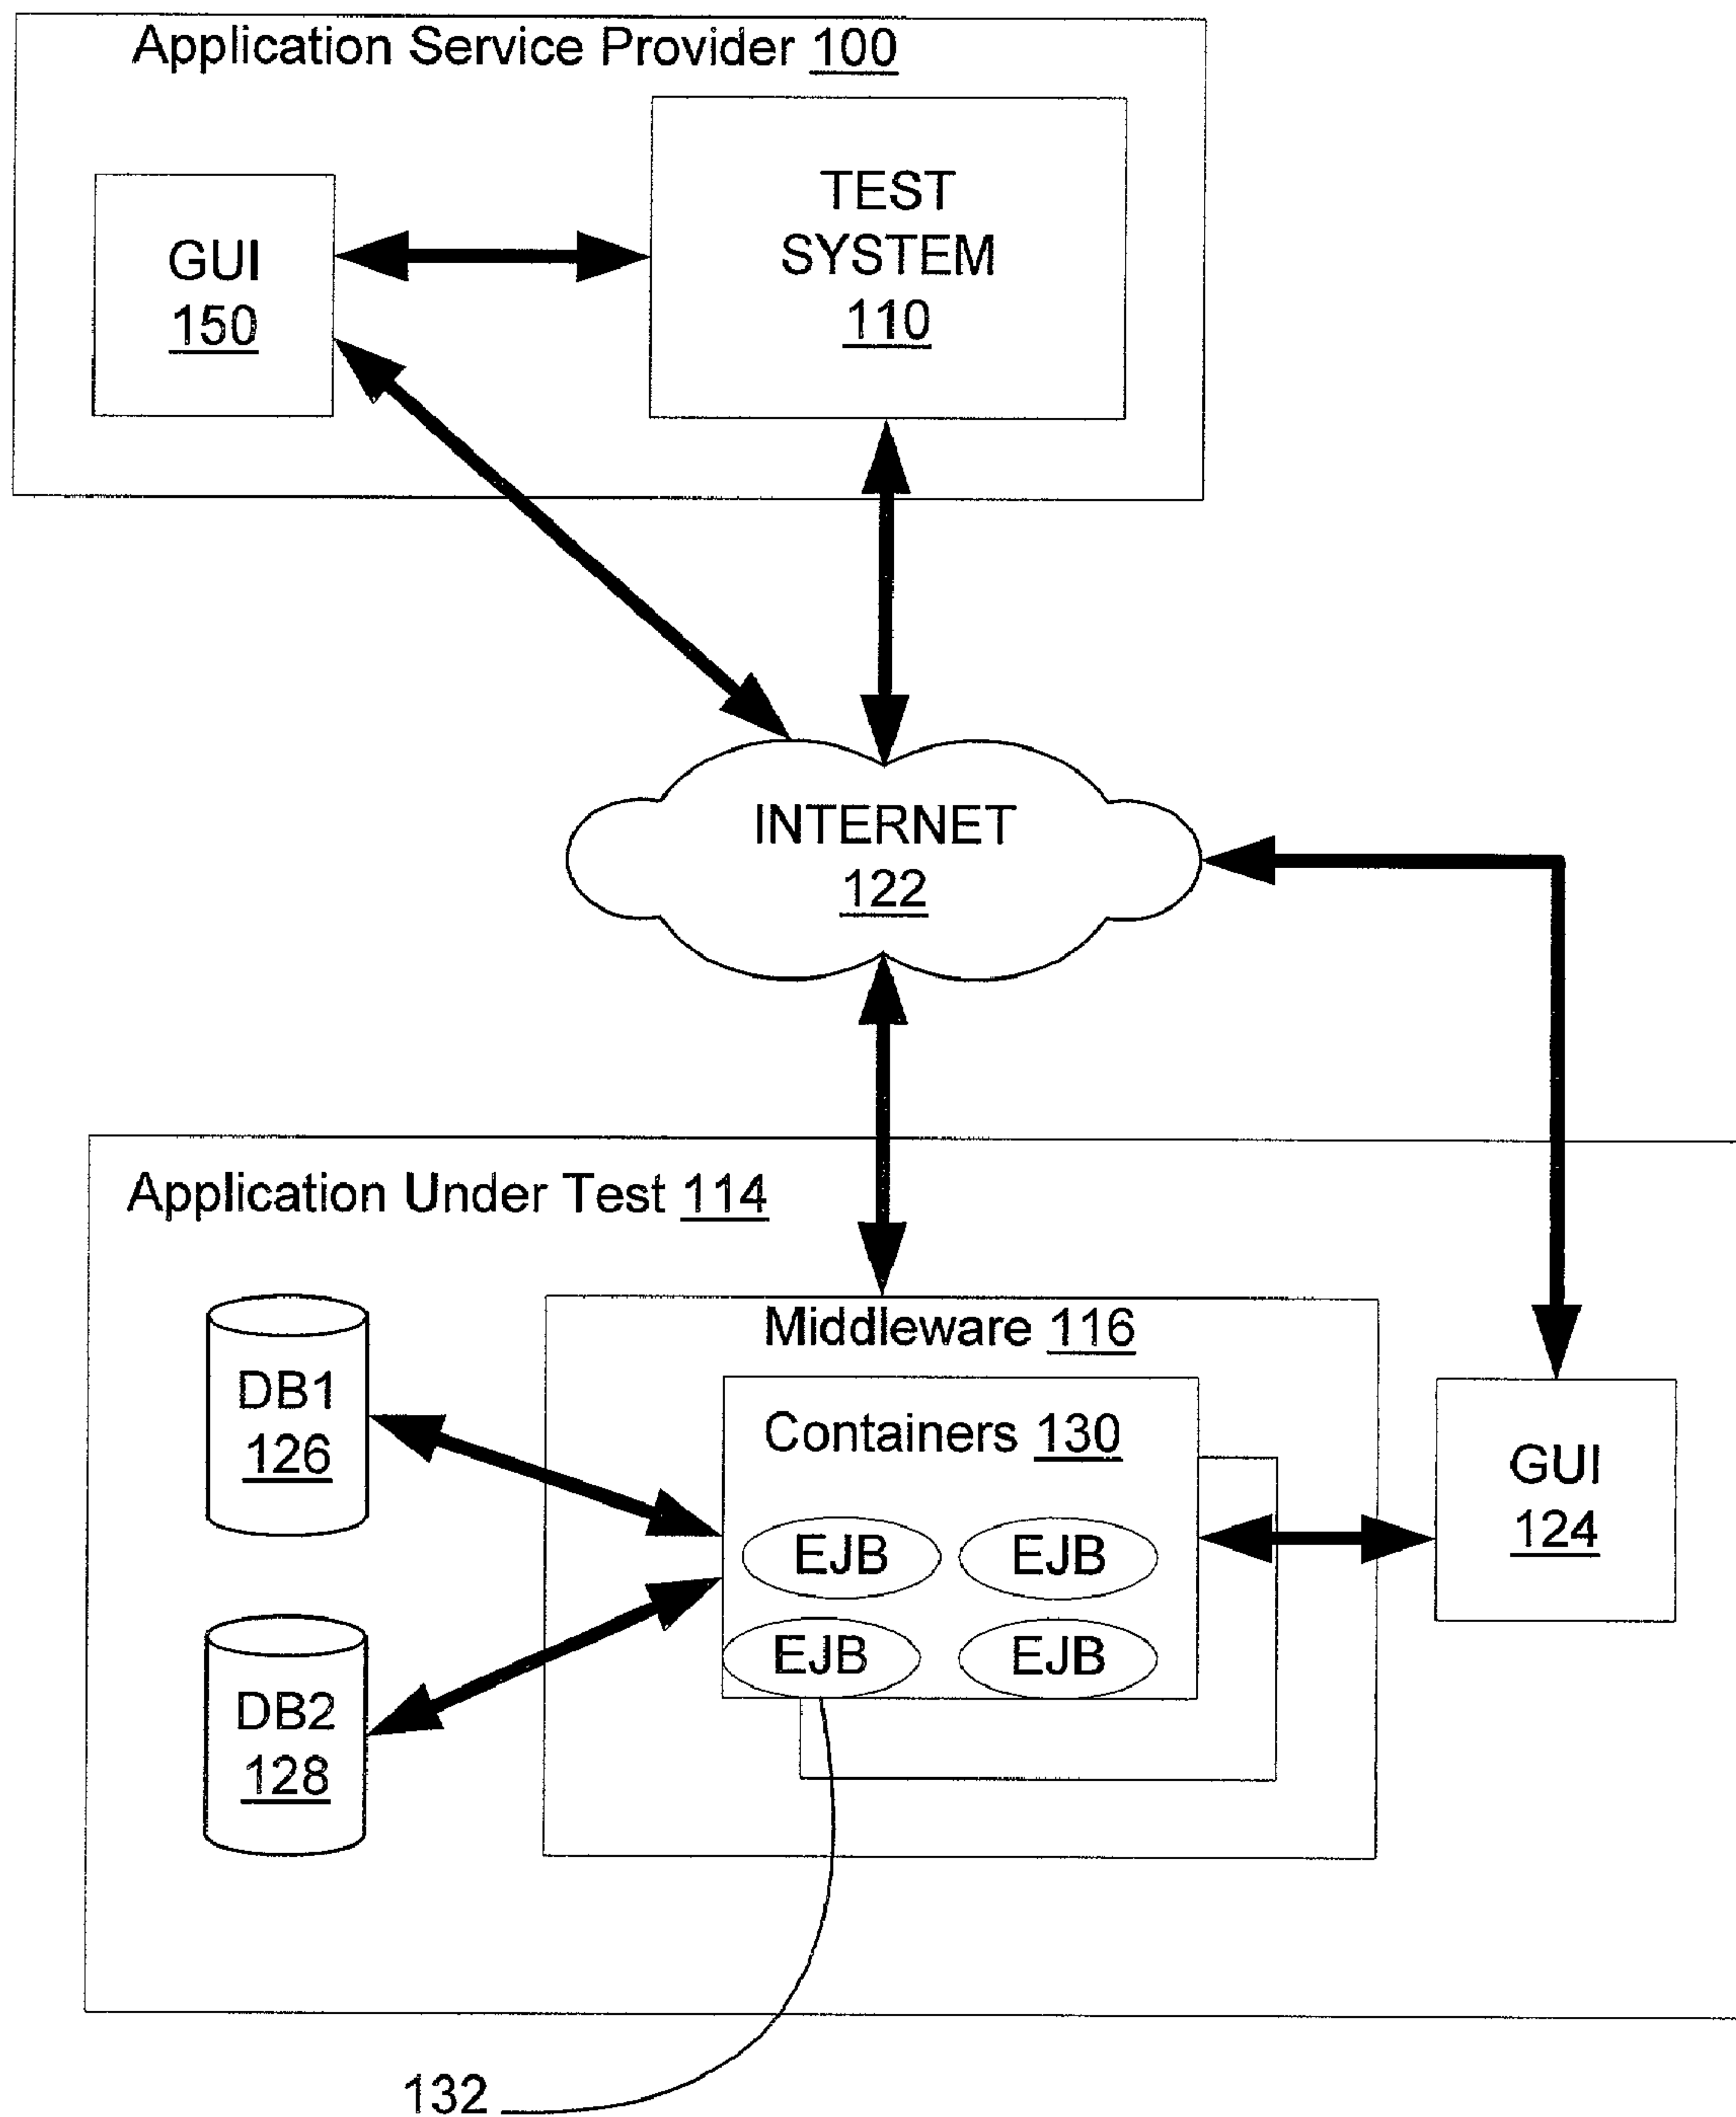 Application Service Provider 100
GUI
150
TEST
SYSTEM
110
INTERNET
122
Application Under Test 114
Middleware 116
Containers 130
DB1
126
EJB EJB
EJB EJB
GUI
124
DB2
128
132